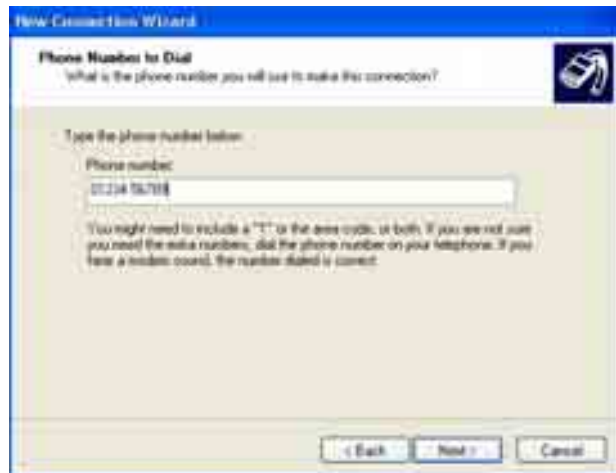 New Connection Wizard
Phone Number to Dial
What is the phone number you will use to make this connection?
Type the phone number below.
Phone number:
01234 56789
You might need to include a "1" or the area code, or both. If you are not sure
you need the extra numbers, dial the phone number on your telephone. If you
hear a modem sound, the number dialed is correct.
< Back
Next >
Cancel